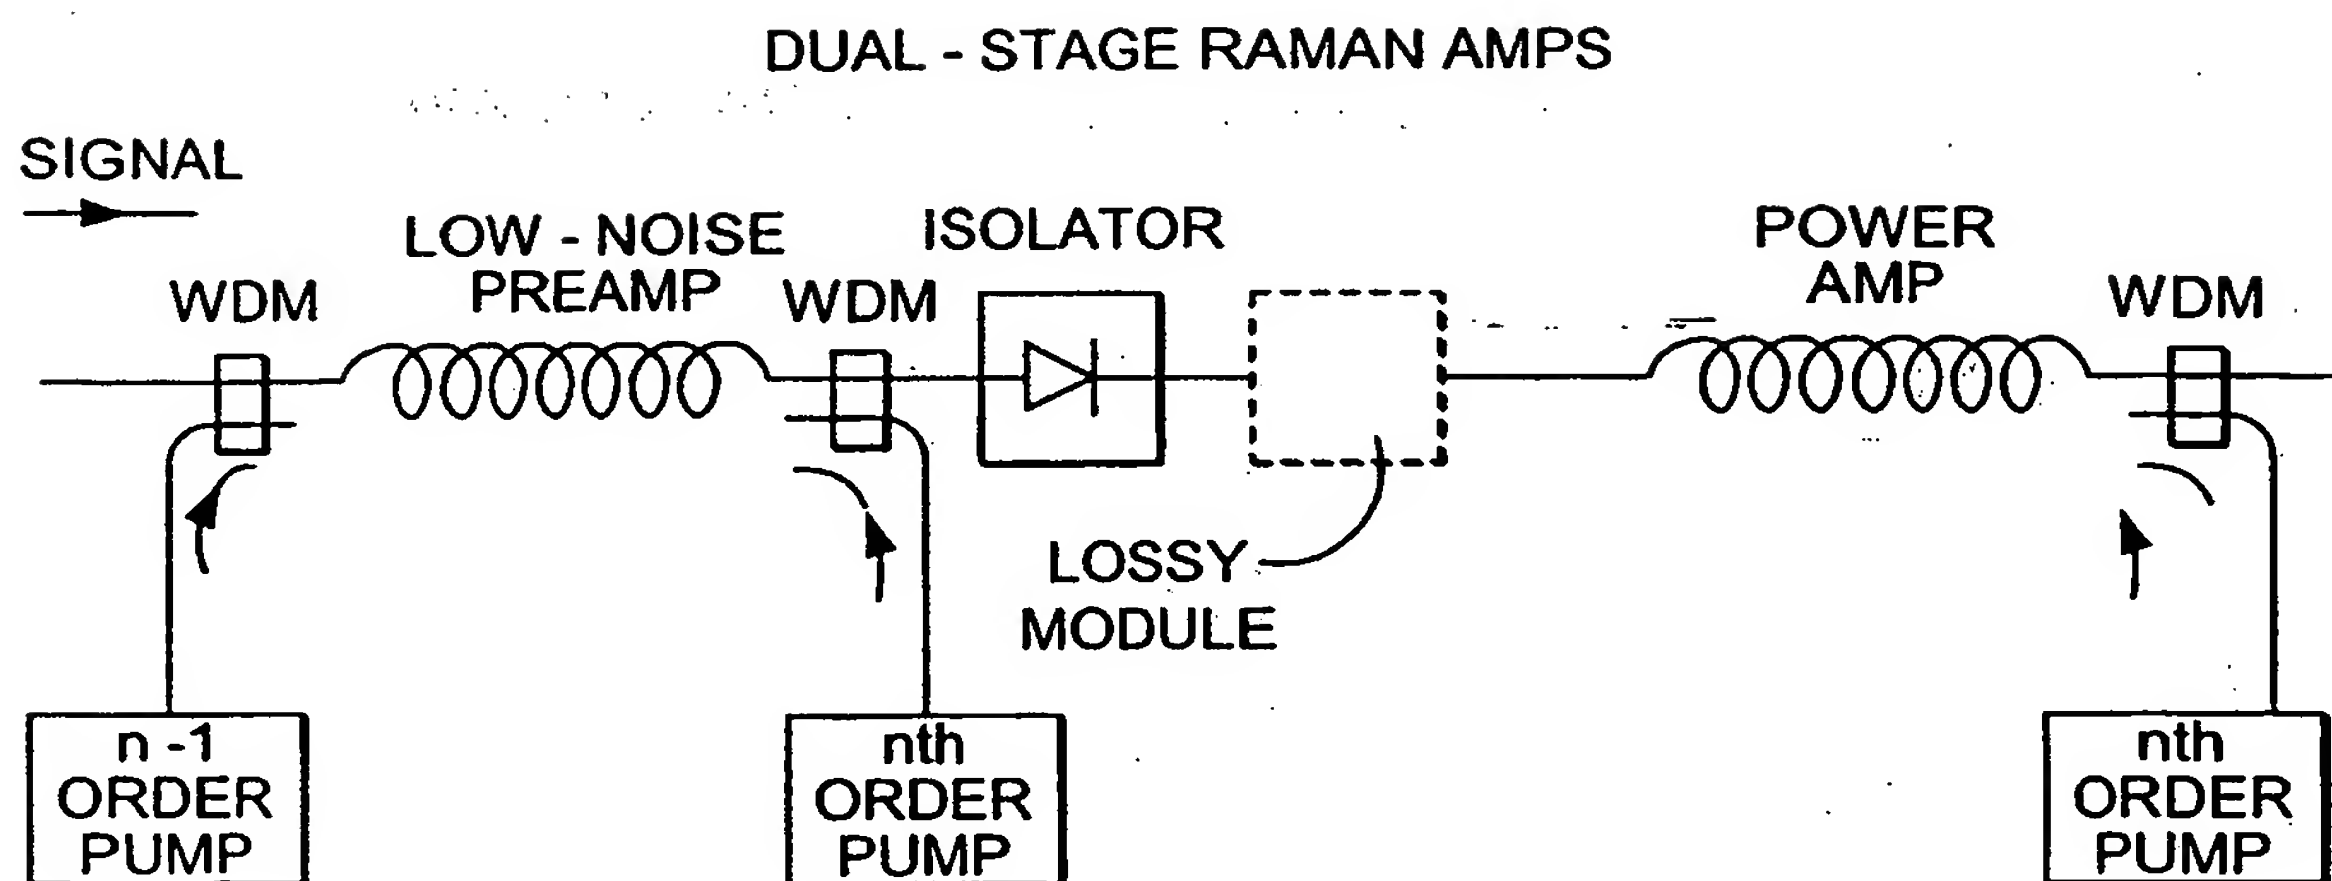 DUAL - STAGE RAMAN AMPS
SIGNAL
LOW - NOISE
PREAMP
ISOLATOR
POWER
AMP
WDM
WDM
WDM
LOSSY
MODULE
n -1
ORDER
PUMP
nth
ORDER
PUMP
nth
ORDER
PUMP